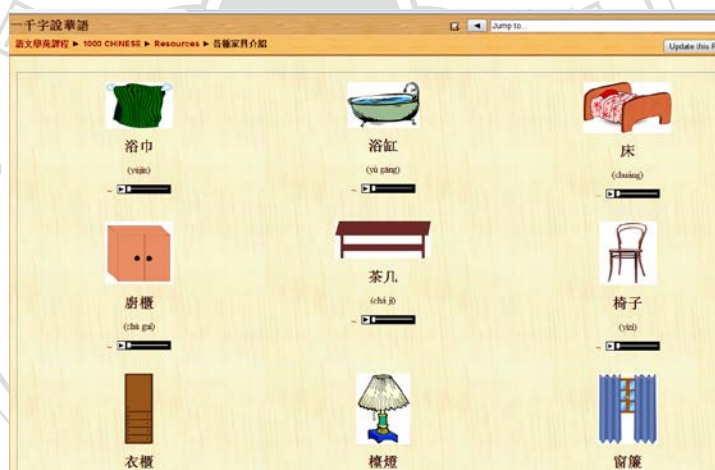 一千字說華語
Jump to...
語文學苑課程 ► 1000 CHINESE ► Resources ► 各種家具介紹
Update this R
浴巾
浴缸
床
(yùjīn)
(yù gāng)
(chuáng)
廚櫃
茶几
椅子
(chú guì)
(chá jī)
(yǐzi)
衣櫃
檯燈
窗簾